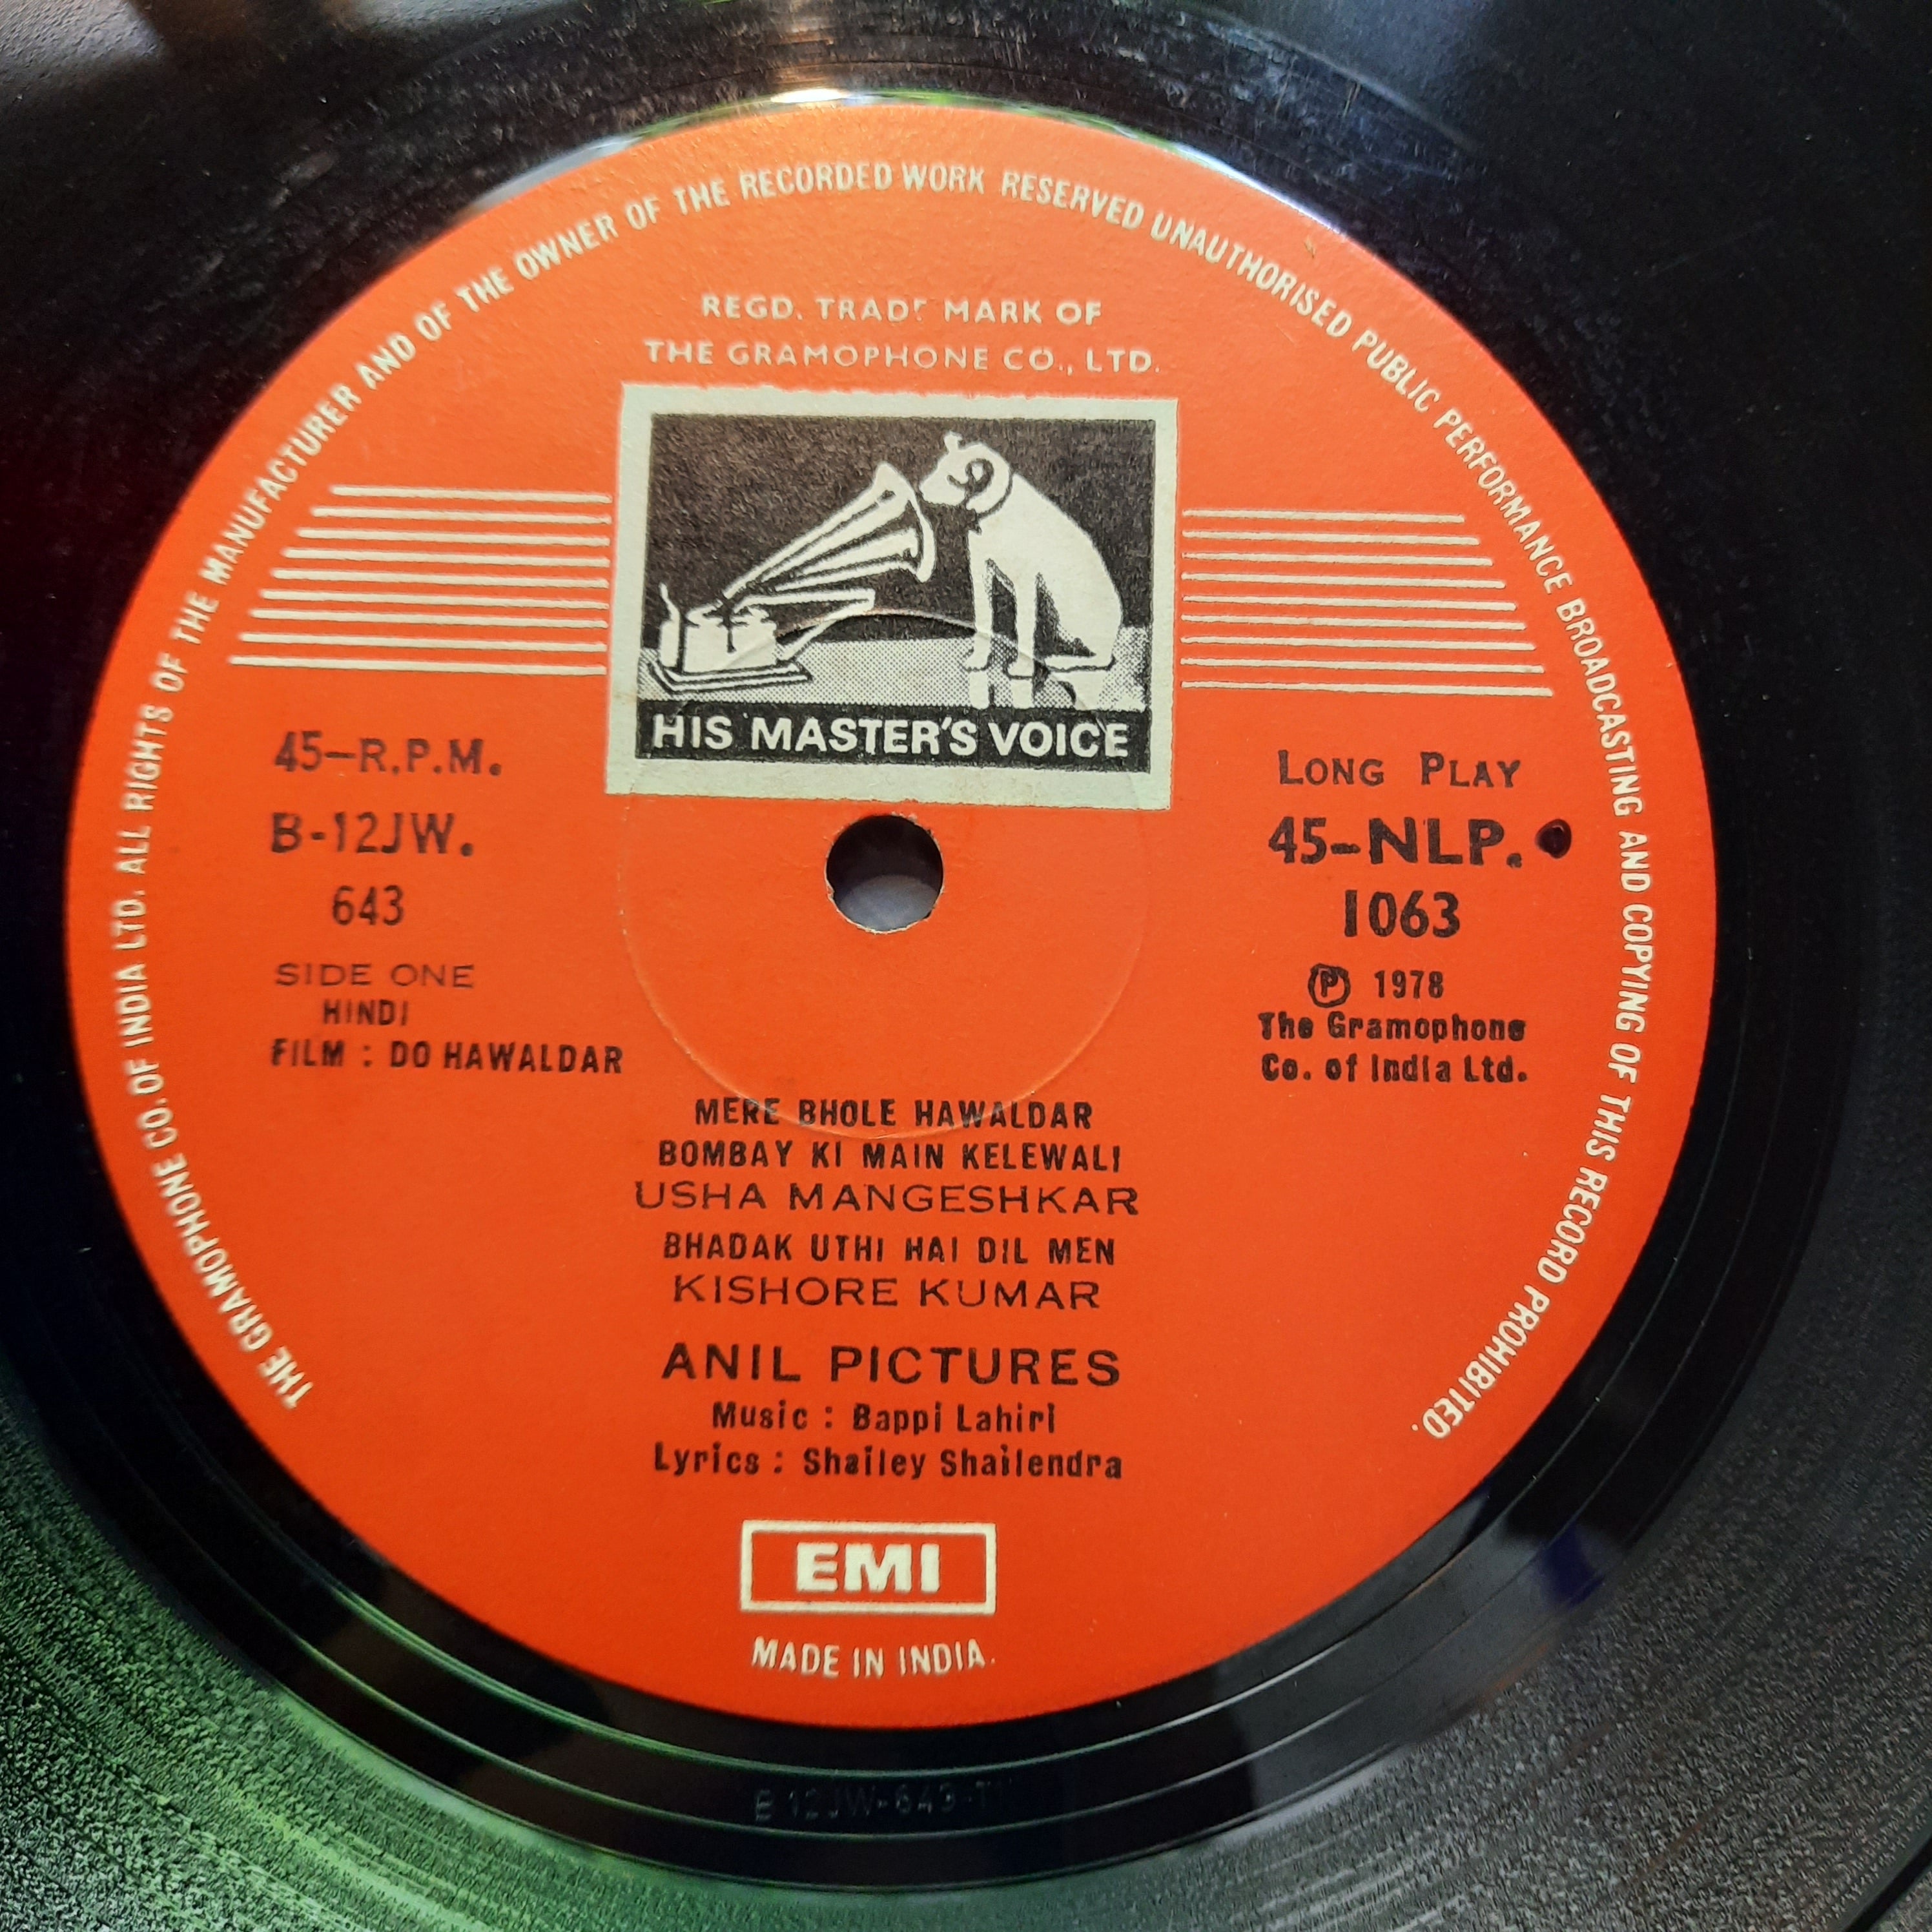 THE GRAMOPHONE CO. OF INDIA LTD. ALL RIGHTS OF THE MANUFACTURER AND OF THE OWNER OF THE RECORDED WORK RESERVED UNAUTHORISED PUBLIC PERFORMANCE BROADCASTING AND COPYING OF THIS RECORD PROHIBITED.
REGD. TRADE MARK OF
THE GRAMOPHONE CO., LTD.
HIS MASTER'S VOICE
45-R.P.M.
B-12JW.
643
SIDE ONE
HINDI
FILM : DO HAWALDAR
LONG PLAY
45-NLP.
1063
Ⓟ 1978
The Gramophone
Co. of India Ltd.
MERE BHOLE HAWALDAR
BOMBAY KI MAIN KELEWALI
USHA MANGESHKAR
BHADAK UTHI HAI DIL MEN
KISHORE KUMAR
ANIL PICTURES
Music : Bappi Lahiri
Lyrics : Shailey Shailendra
EMI
MADE IN INDIA.